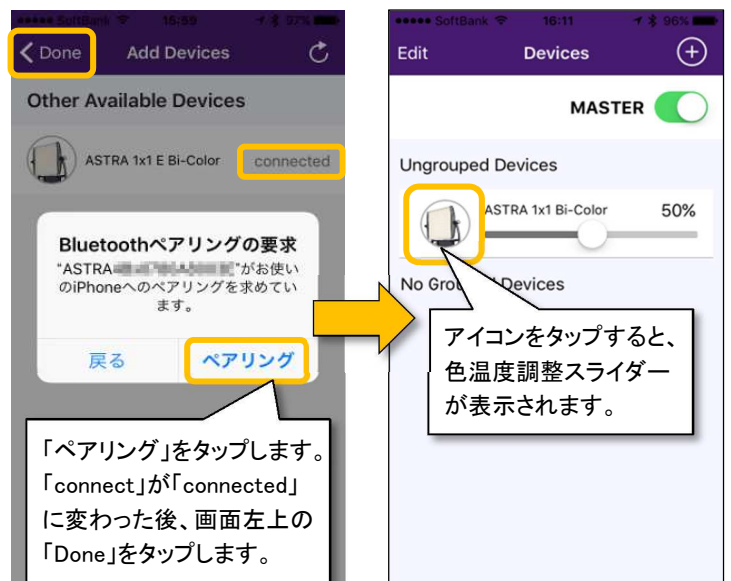 SoftBank 15:59 97%
Done Add Devices
Other Available Devices
ASTRA 1x1 E Bi-Color connected
Bluetoothペアリングの要求
“ASTRA
”がお使い
のiPhoneへのペアリングを求めてい
ます。
戻る ペアリング
「ペアリング」をタップします。
「connect」が「connected」
に変わった後、画面左上の
「Done」をタップします。
SoftBank 16:11 96%
Edit Devices
MASTER
Ungrouped Devices
ASTRA 1x1 Bi-Color 50%
No Grou Devices
アイコンをタップすると、
色温度調整スライダー
が表示されます。